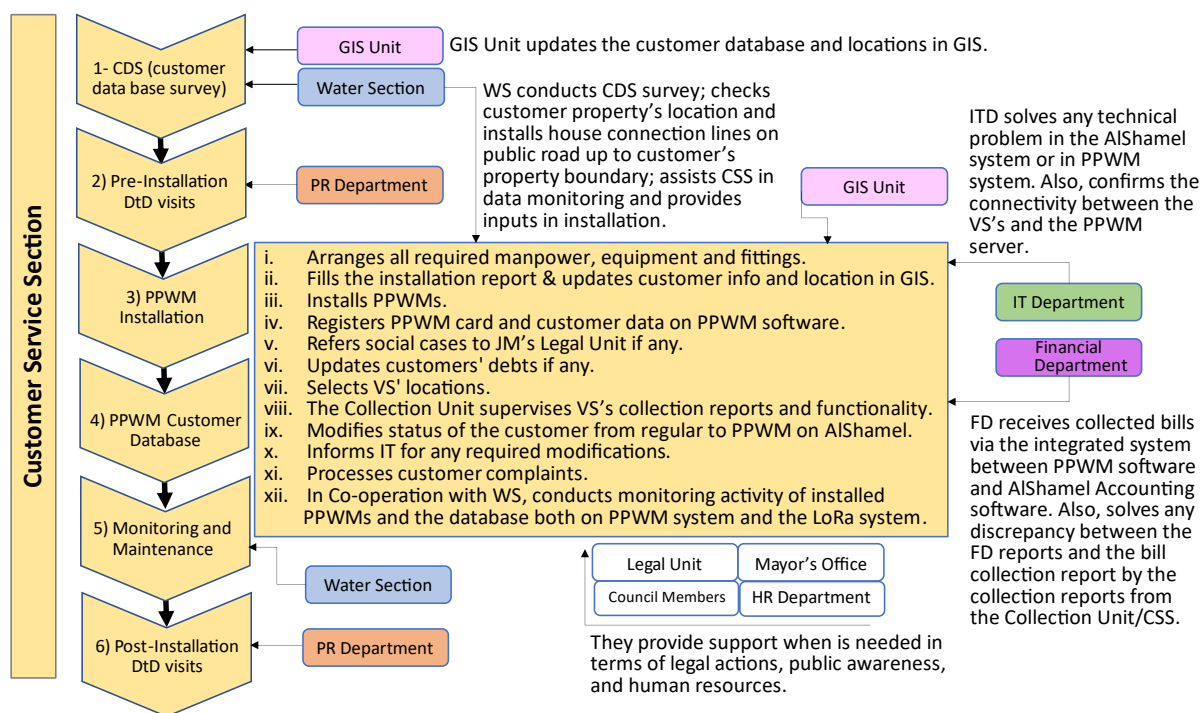 Customer Service Section
1- CDS (customer
data base survey)
2) Pre-Installation
DtD visits
3) PPWM
Installation
4) PPWM Customer
Database
5) Monitoring and
Maintenance
6) Post-Installation
DtD visits
GIS Unit
GIS Unit updates the customer database and locations in GIS.
Water Section
WS conducts CDS survey; checks
customer property's location and
installs house connection lines on
public road up to customer's
property boundary; assists CSS in
data monitoring and provides
inputs in installation.
PR Department
GIS Unit
ITD solves any technical
problem in the AlShamel
system or in PPWM
system. Also, confirms the
connectivity between the
VS's and the PPWM
server.
i. Arranges all required manpower, equipment and fittings.
ii. Fills the installation report & updates customer info and location in GIS.
iii. Installs PPWMs.
iv. Registers PPWM card and customer data on PPWM software.
v. Refers social cases to JM's Legal Unit if any.
vi. Updates customers' debts if any.
vii. Selects VS' locations.
viii. The Collection Unit supervises VS's collection reports and functionality.
ix. Modifies status of the customer from regular to PPWM on AlShamel.
x. Informs IT for any required modifications.
xi. Processes customer complaints.
xii. In Co-operation with WS, conducts monitoring activity of installed
PPWMs and the database both on PPWM system and the LoRa system.
IT Department
Financial
Department
FD receives collected bills
via the integrated system
between PPWM software
and AlShamel Accounting
software. Also, solves any
discrepancy between the
FD reports and the bill
collection report by the
collection reports from
the Collection Unit/CSS.
Water Section
PR Department
Legal Unit
Mayor's Office
Council Members
HR Department
They provide support when is needed in
terms of legal actions, public awareness,
and human resources.